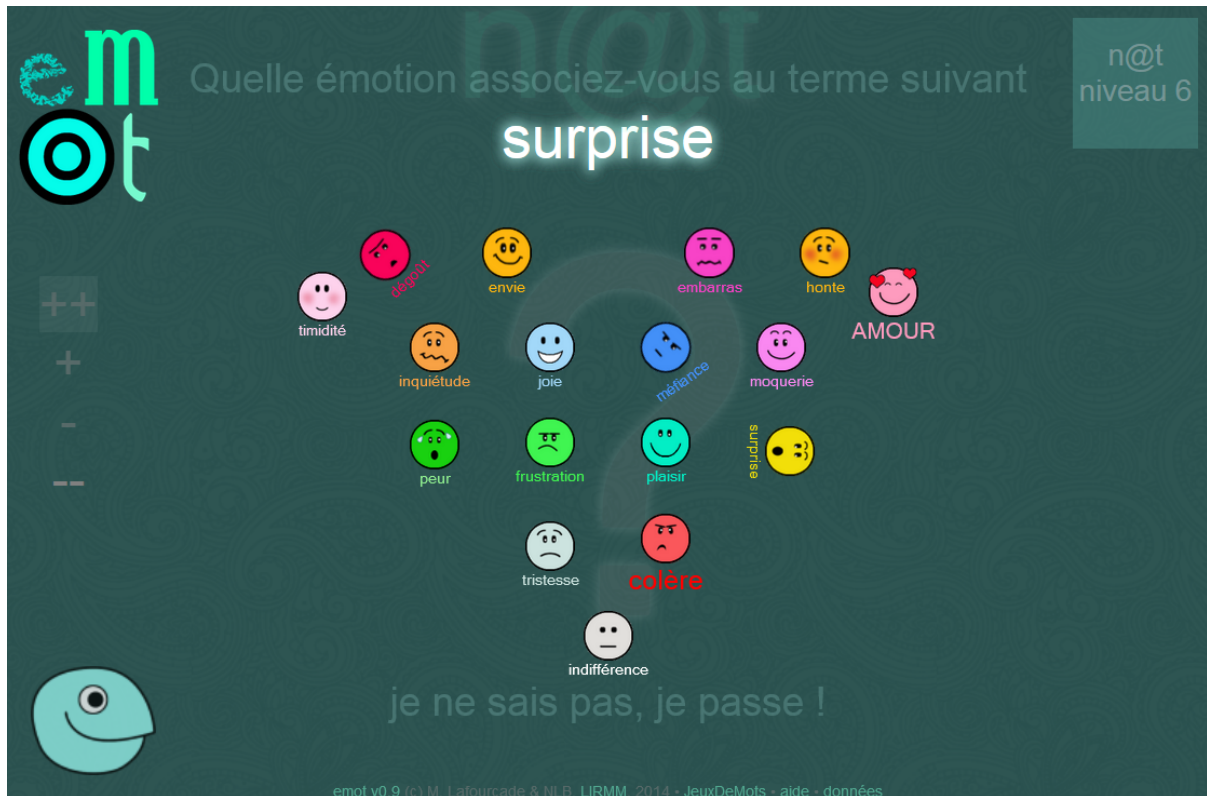 em
ot
n@t
Quelle émotion associez-vous au terme suivant
surprise
n@t
niveau 6
++
+
-
--
timidité
dégoût
envie
embarras
honte
AMOUR
inquiétude
joie
méfiance
moquerie
peur
frustration
plaisir
surprise
tristesse
colère
indifférence
je ne sais pas, je passe !
emot v0.9 (c) M. Lafourcade & NLB, LIRMM, 2014 - JeuxDeMots - aide - données